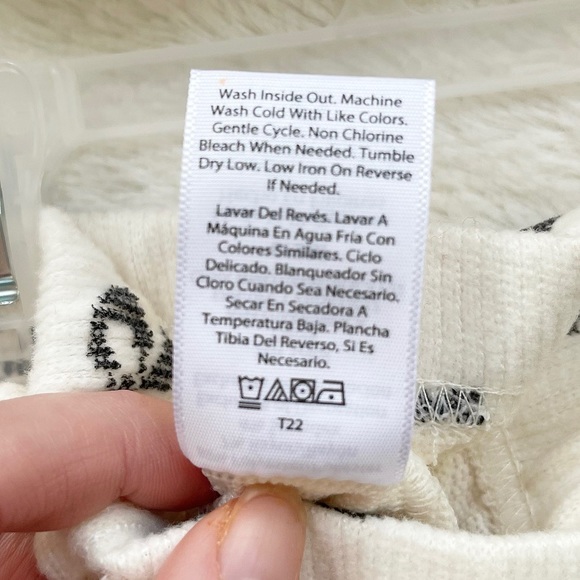 Wash Inside Out. Machine
Wash Cold With Like Colors.
Gentle Cycle. Non Chlorine
Bleach When Needed. Tumble
Dry Low. Low Iron On Reverse
If Needed.
Lavar Del Revés. Lavar A
Máquina En Agua Fría Con
Colores Similares. Ciclo
Delicado. Blanqueador Sin
Cloro Cuando Sea Necesario.
Secar En Secadora A
Temperatura Baja. Plancha
Tibia Del Reverso, Si Es
Necesario.
T22